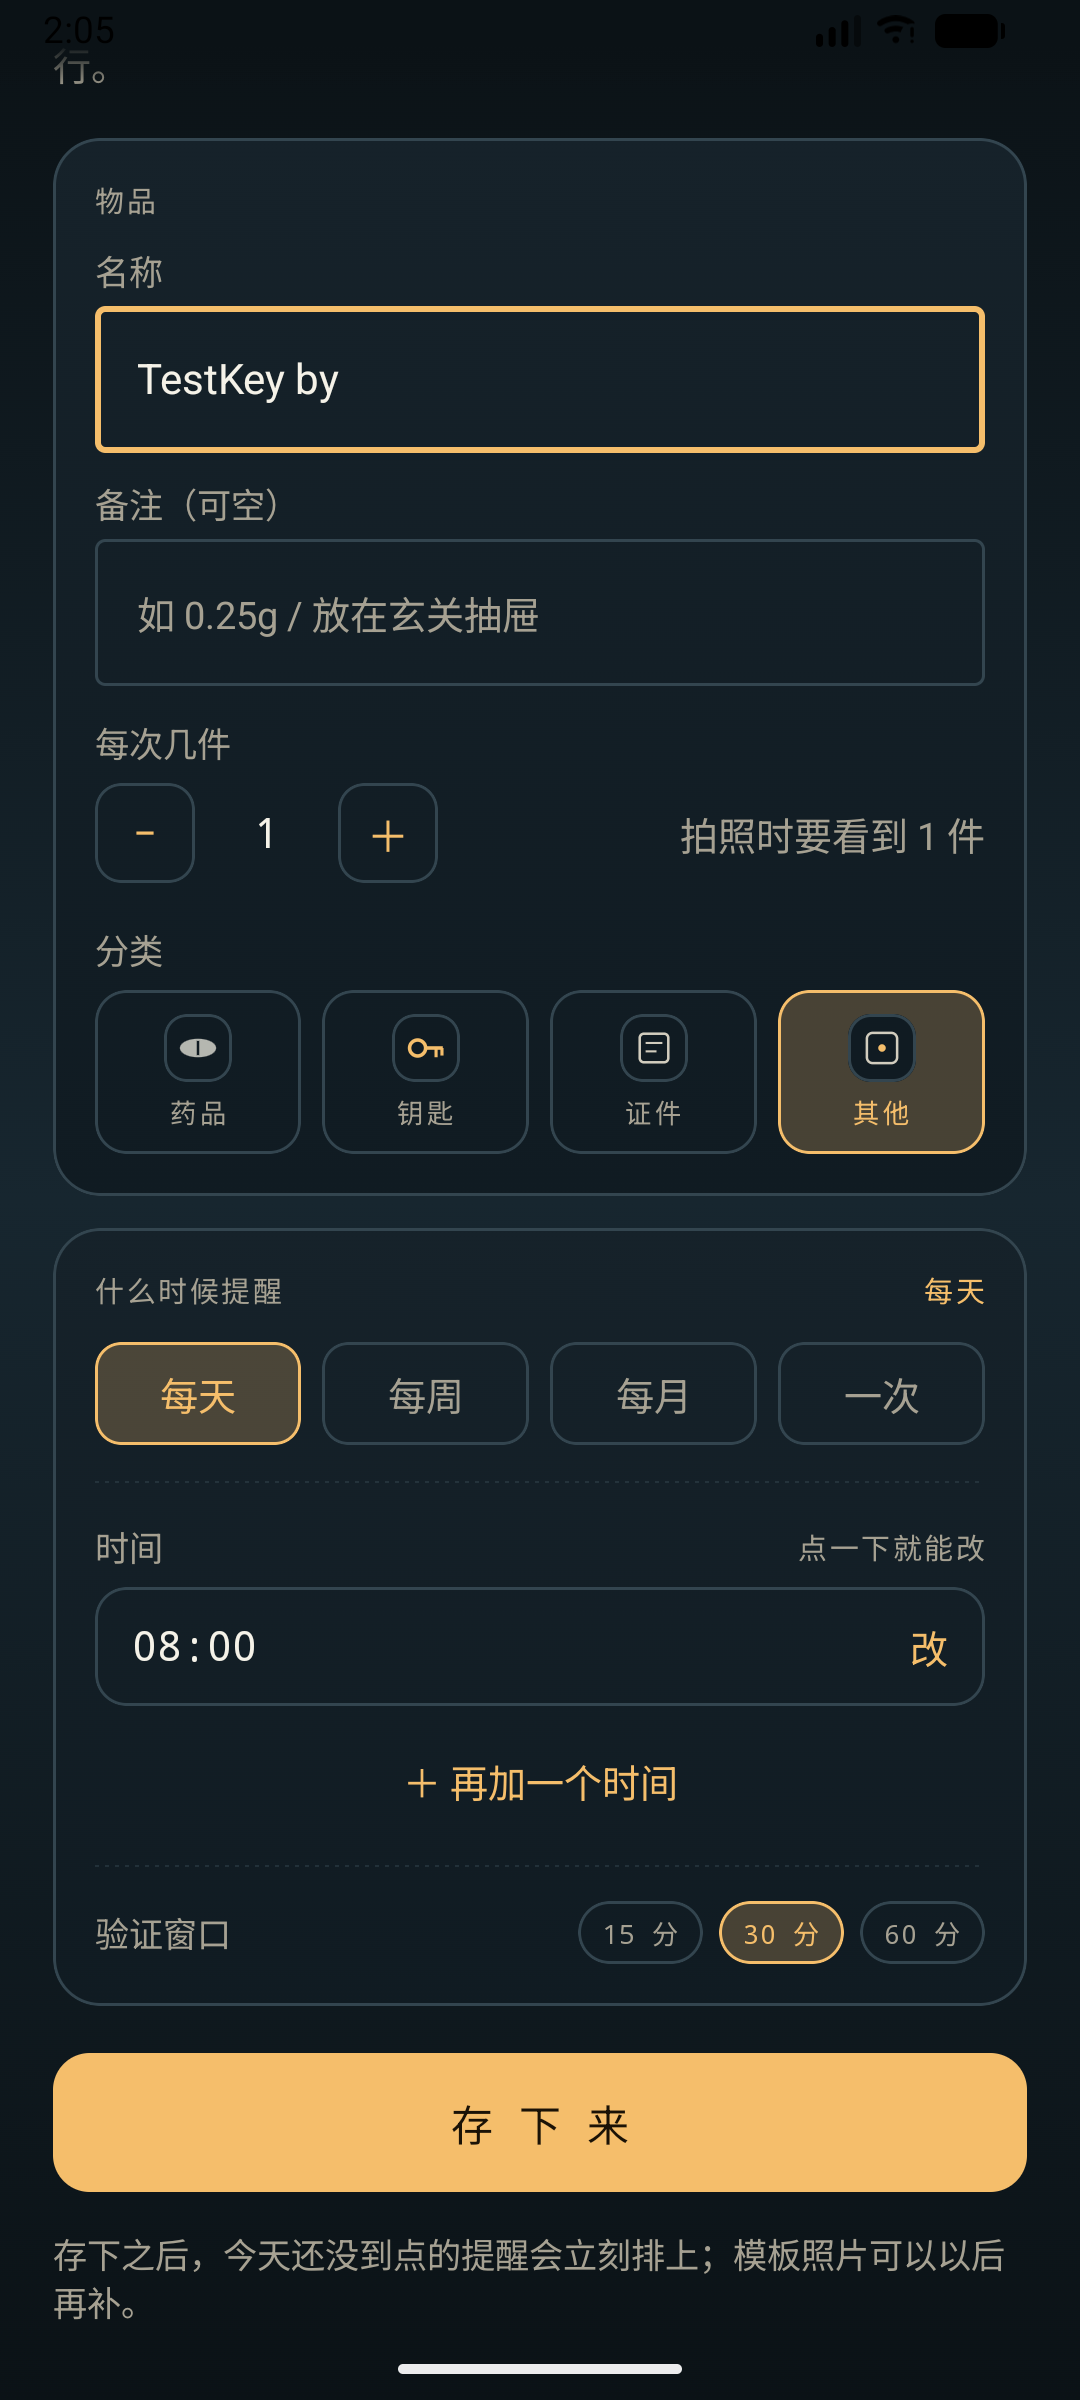 2:05
行。
物品
名称
TestKey by
备注（可空）
如 0.25g / 放在玄关抽屉
每次几件
− 1 ＋ 拍照时要看到 1 件
分类
药品 钥匙 证件 其他
什么时候提醒 每天
每天 每周 每月 一次
时间 点一下就能改
08:00 改
＋ 再加一个时间
验证窗口 15 分 30 分 60 分
存下来
存下之后，今天还没到点的提醒会立刻排上；模板照片可以以后
再补。